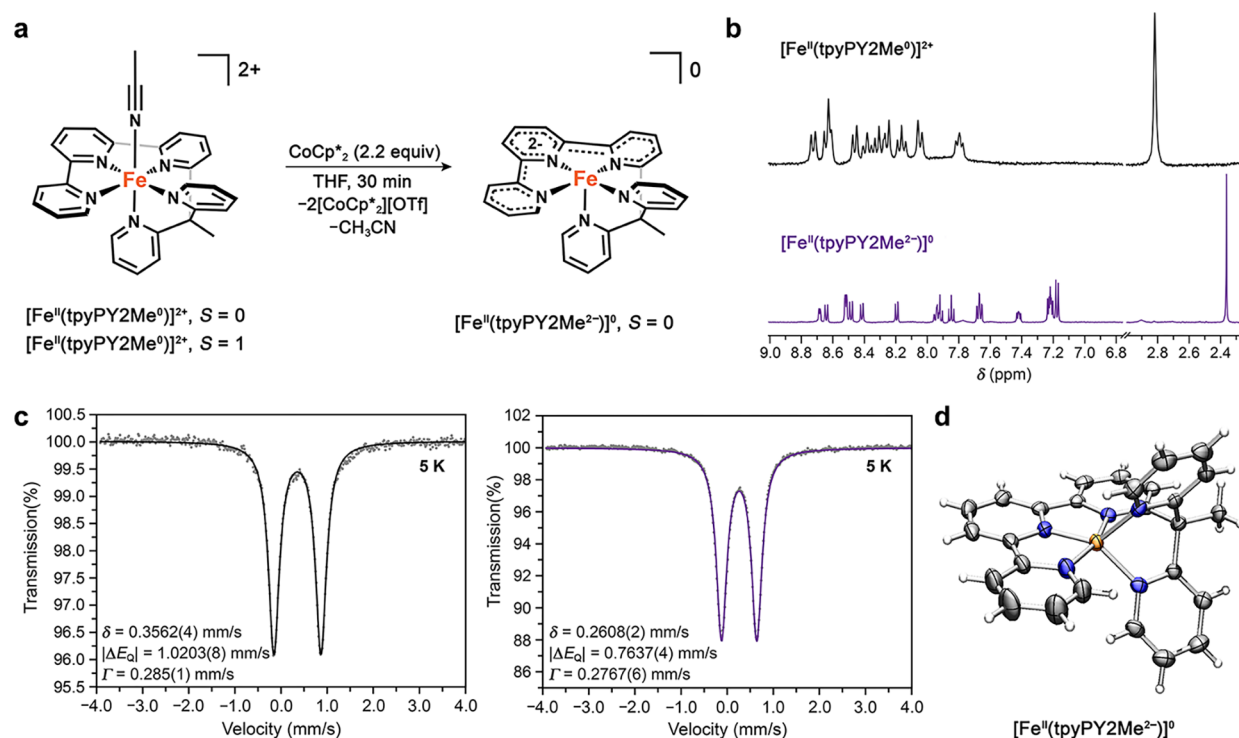 a
2+
N
N
N
Fe
N
N
N
CoCp*₂ (2.2 equiv)
THF, 30 min
−2[CoCp*₂][OTf]
−CH₃CN
0
2-
N
N
Fe
N
N
N
[Feᴵᴵ(tpyPY2Me⁰)]²⁺, S = 0
[Feᴵᴵ(tpyPY2Me⁰)]²⁺, S = 1
[Feᴵᴵ(tpyPY2Me²⁻)]⁰, S = 0
b
[Feᴵᴵ(tpyPY2Me⁰)]²⁺
[Feᴵᴵ(tpyPY2Me²⁻)]⁰
9.0 8.8 8.6 8.4 8.2 8.0 7.8 7.6 7.4 7.2 7.0 2.8 2.6 2.4
δ (ppm)
c
100.5
100.0
99.5
99.0
98.5
98.0
97.5
97.0
96.5
96.0
95.5
Transmission(%)
5 K
δ = 0.3562(4) mm/s
|ΔE_Q| = 1.0203(8) mm/s
Γ = 0.285(1) mm/s
−4.0 −3.0 −2.0 −1.0 0.0 1.0 2.0 3.0 4.0
Velocity (mm/s)
102
100
98
96
94
92
90
88
86
Transmission(%)
5 K
δ = 0.2608(2) mm/s
|ΔE_Q| = 0.7637(4) mm/s
Γ = 0.2767(6) mm/s
−4.0 −3.0 −2.0 −1.0 0.0 1.0 2.0 3.0 4.0
Velocity (mm/s)
d
[Feᴵᴵ(tpyPY2Me²⁻)]⁰